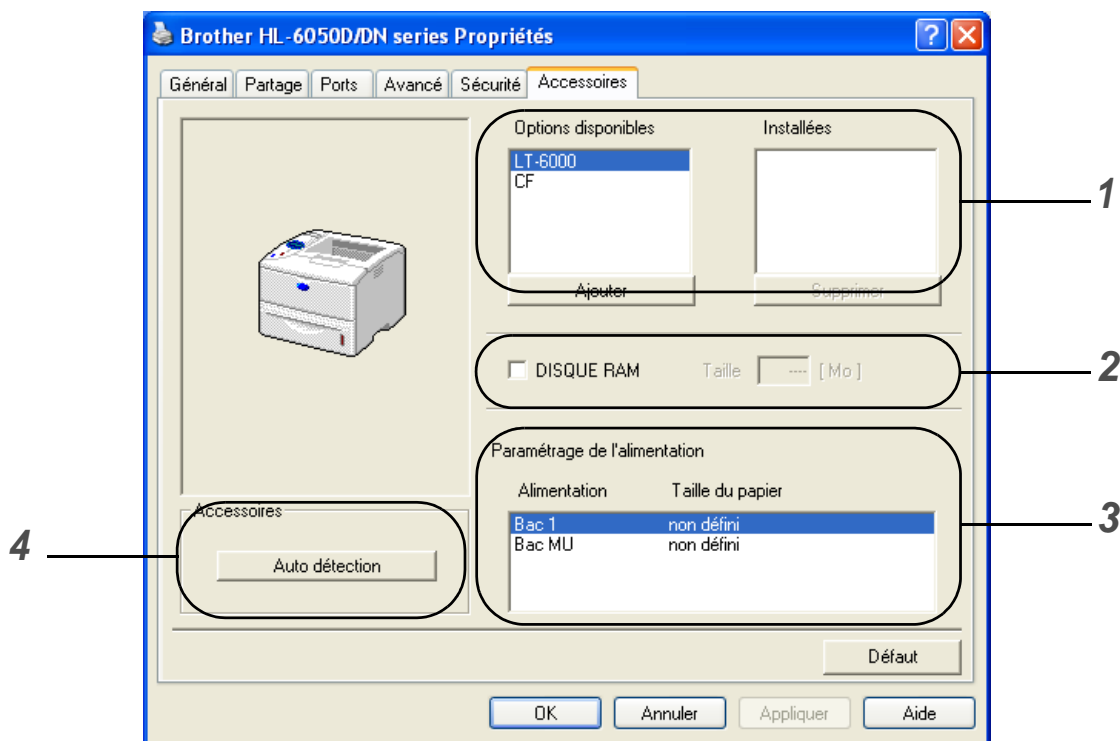 Brother HL-6050D/DN series Propriétés
Général Partage Ports Avancé Sécurité Accessoires
Options disponibles Installées
LT-6000
CF
Ajouter Supprimer
1
DISQUE RAM Taille ---- [ Mo ]
2
Paramétrage de l'alimentation
Alimentation Taille du papier
Bac 1 non défini
Bac MU non défini
3
Accessoires
Auto détection
4
Défaut
OK Annuler Appliquer Aide